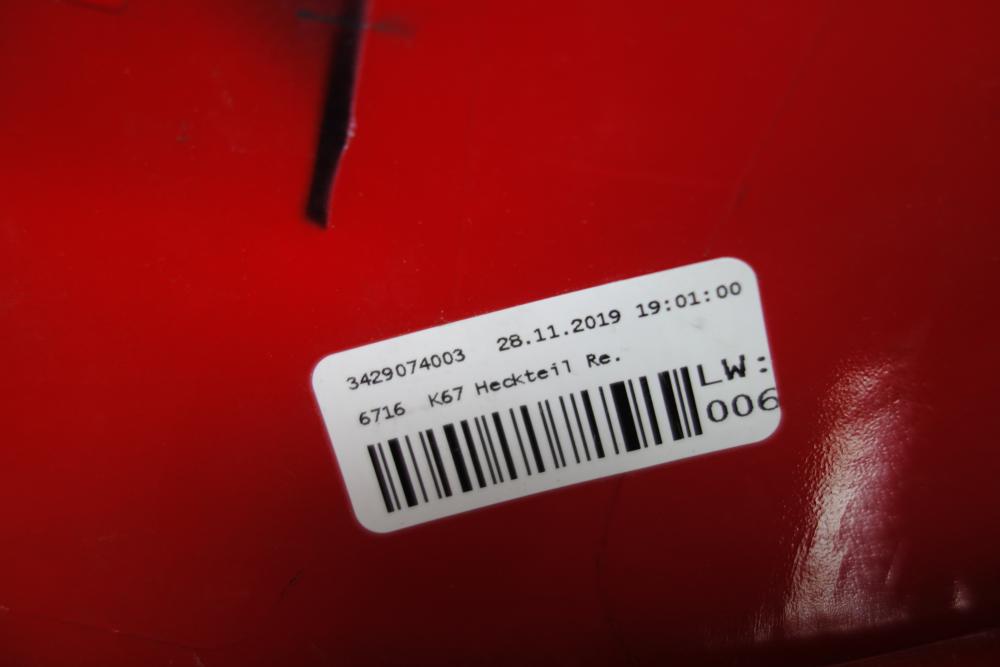 3429074003 28.11.2019 19:01:00
6716 K67 Heckteil Re.
LW:
006